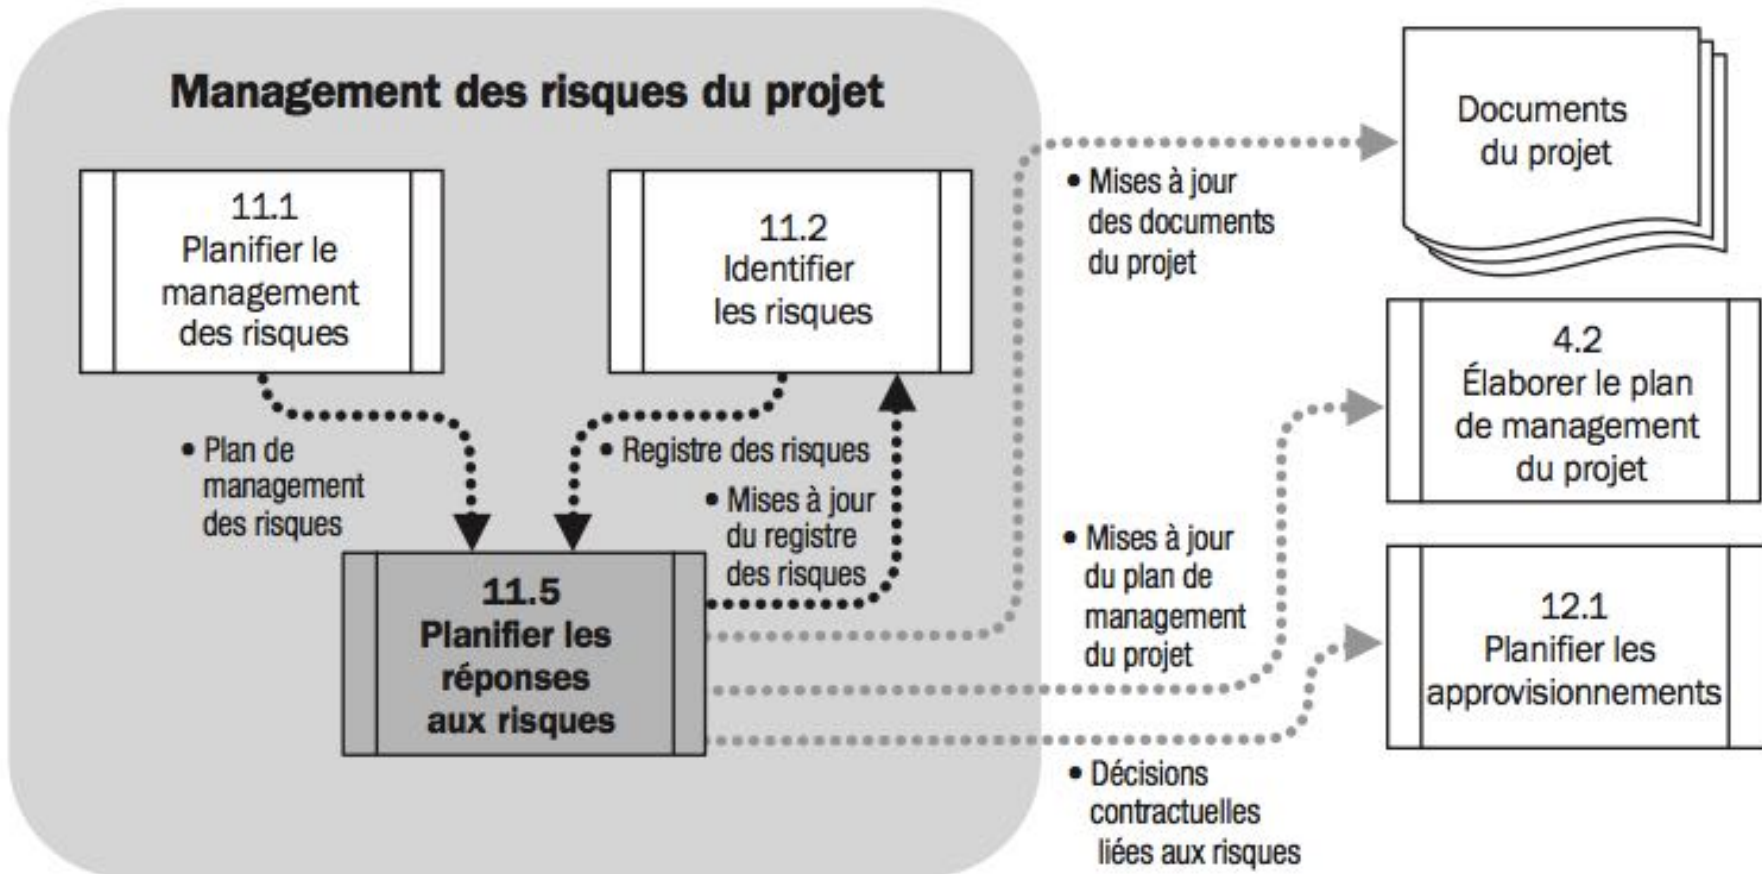 Management des risques du projet
11.1
Planifier le
management
des risques
11.2
Identifier
les risques
• Plan de
management
des risques
• Registre des risques
• Mises à jour
du registre
des risques
11.5
Planifier les
réponses
aux risques
• Mises à jour
des documents
du projet
• Mises à jour
du plan de
management
du projet
• Décisions
contractuelles
liées aux risques
Documents
du projet
4.2
Élaborer le plan
de management
du projet
12.1
Planifier les
approvisionnements